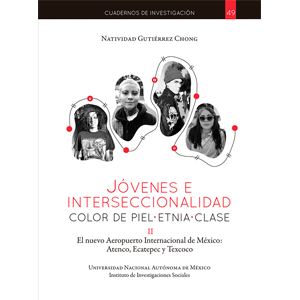 CUADERNOS DE INVESTIGACIÓN 49
Natividad Gutiérrez Chong
JÓVENES E
INTERSECCIONALIDAD
COLOR DE PIEL·ETNIA·CLASE
II
El nuevo Aeropuerto Internacional de México:
Atenco, Ecatepec y Texcoco
Universidad Nacional Autónoma de México
Instituto de Investigaciones Sociales